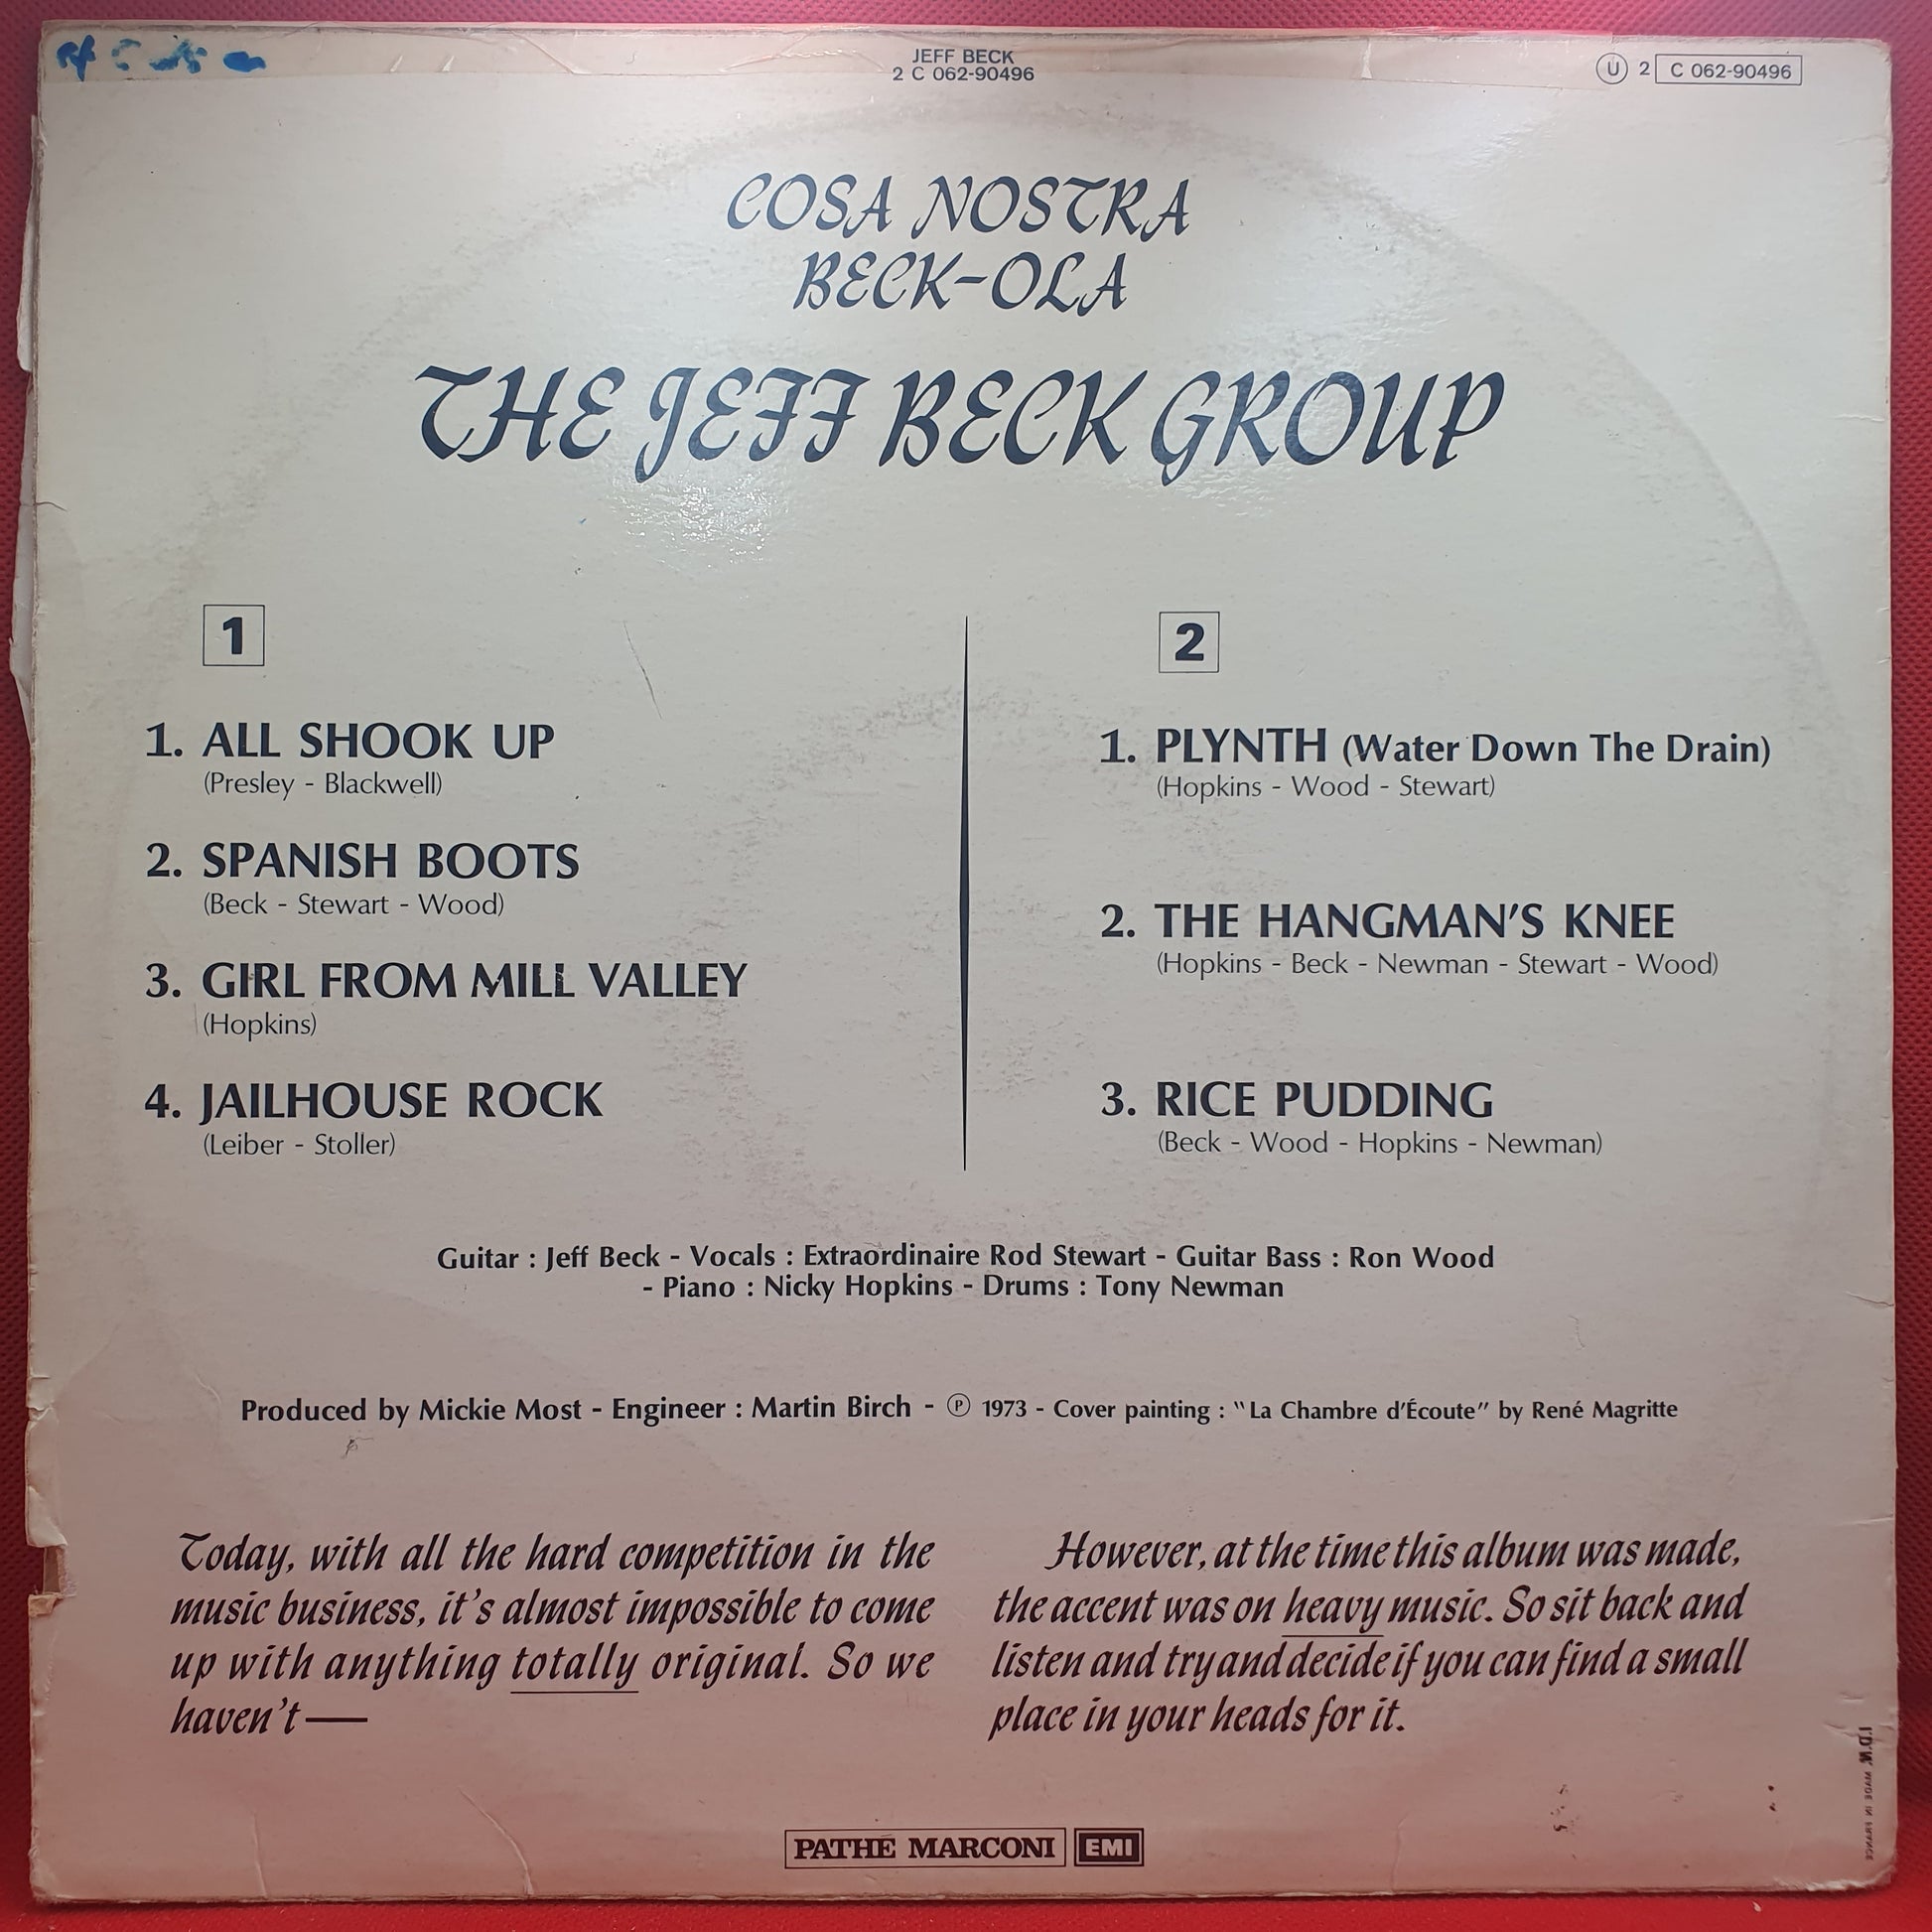 JEFF BECK
2 C 062-90496
U 2 C 062-90496
COSA NOSTRA
BECK-OLA
THE JEFF BECK GROUP
1
1. ALL SHOOK UP
(Presley - Blackwell)
2. SPANISH BOOTS
(Beck - Stewart - Wood)
3. GIRL FROM MILL VALLEY
(Hopkins)
4. JAILHOUSE ROCK
(Leiber - Stoller)
2
1. PLYNTH (Water Down The Drain)
(Hopkins - Wood - Stewart)
2. THE HANGMAN'S KNEE
(Hopkins - Beck - Newman - Stewart - Wood)
3. RICE PUDDING
(Beck - Wood - Hopkins - Newman)
Guitar : Jeff Beck - Vocals : Extraordinaire Rod Stewart - Guitar Bass : Ron Wood
- Piano : Nicky Hopkins - Drums : Tony Newman
Produced by Mickie Most - Engineer : Martin Birch - ℗ 1973 - Cover painting : "La Chambre d'Écoute" by René Magritte
Today, with all the hard competition in the
music business, it's almost impossible to come
up with anything totally original. So we
haven't —
However, at the time this album was made,
the accent was on heavy music. So sit back and
listen and try and decide if you can find a small
place in your heads for it.
PATHE MARCONI EMI
MADE IN FRANCE